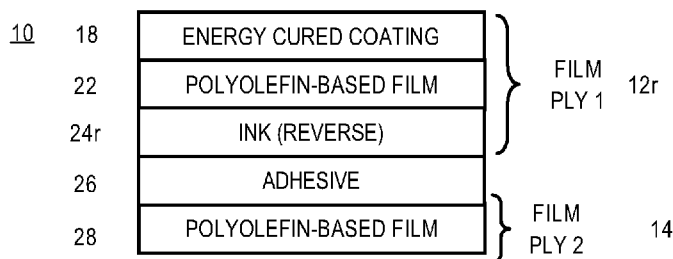 10 18 ENERGY CURED COATING
22 POLYOLEFIN-BASED FILM
FILM PLY 1 12r
24r INK (REVERSE)
26 ADHESIVE
28 POLYOLEFIN-BASED FILM
FILM PLY 2 14